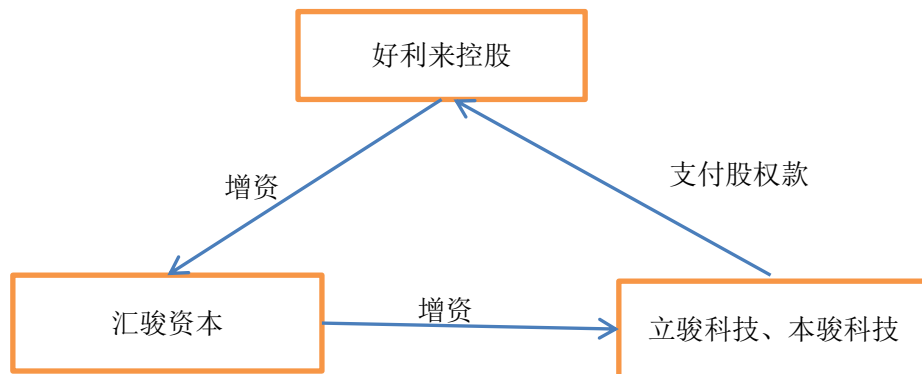 好利来控股
增资
支付股权款
汇骏资本
增资
立骏科技、本骏科技